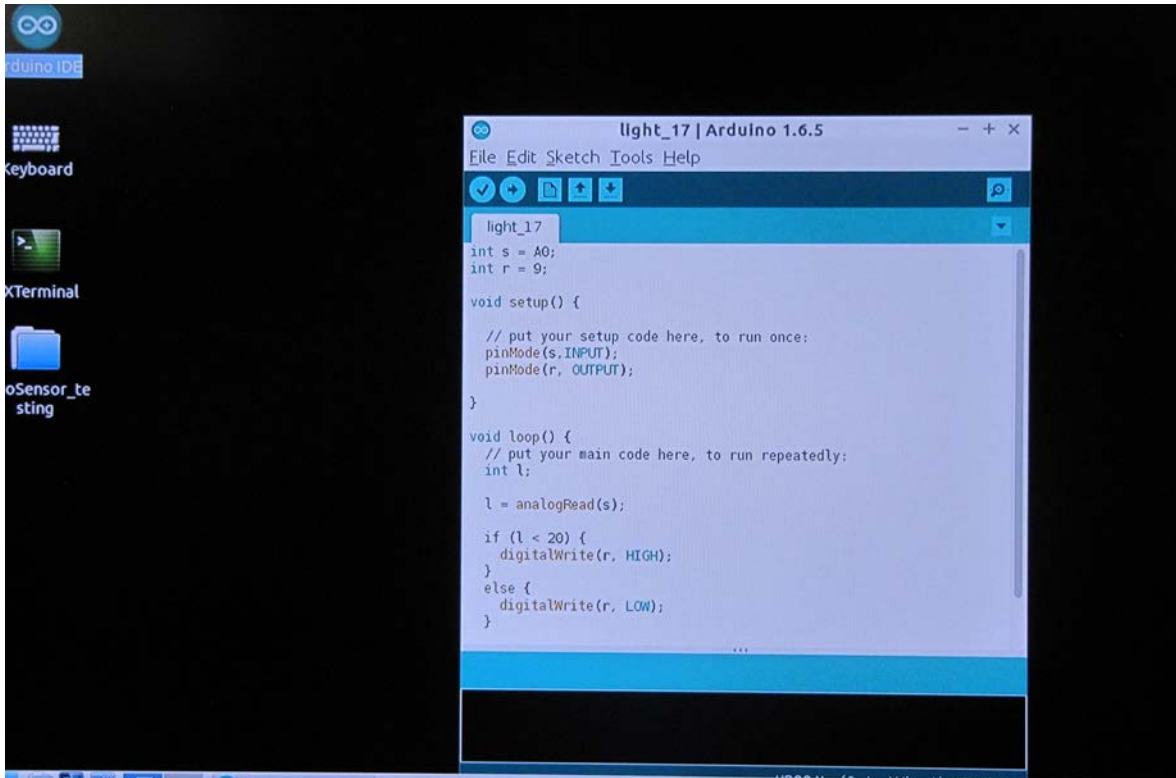 rduino IDE
Keyboard
XTerminal
oSensor_te
sting
light_17 | Arduino 1.6.5
File Edit Sketch Tools Help
light_17
int s = A0;
int r = 9;
void setup() {
// put your setup code here, to run once:
pinMode(s,INPUT);
pinMode(r, OUTPUT);
}
void loop() {
// put your main code here, to run repeatedly:
int l;
l = analogRead(s);
if (l < 20) {
digitalWrite(r, HIGH);
}
else {
digitalWrite(r, LOW);
}